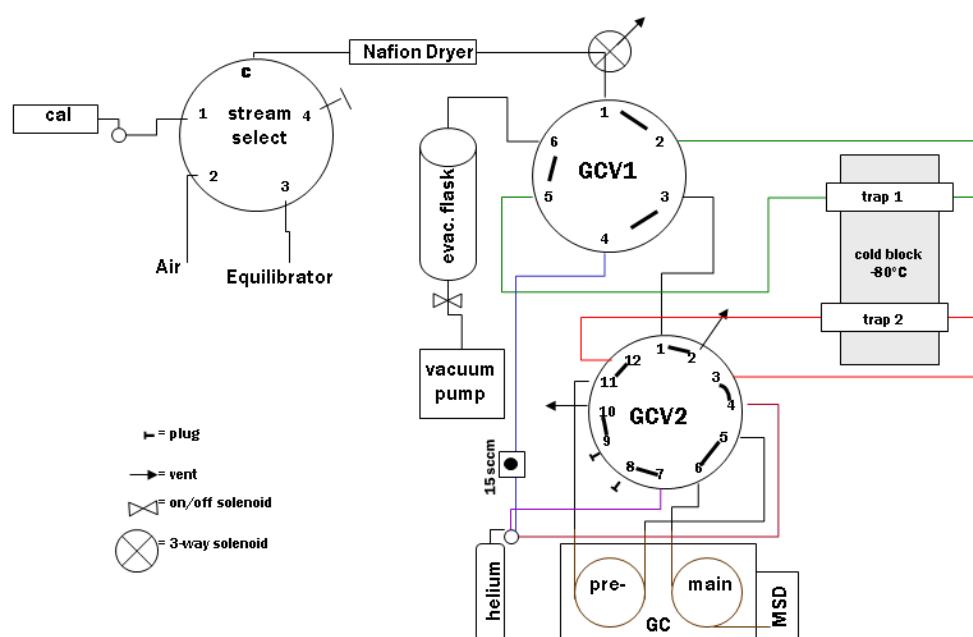 Nafion Dryer
C
cal
1
stream
select
4
2
3
Air
Equilibrator
evac. flask
1
6
2
GCV1
5
3
4
trap 1
cold block
-80°C
trap 2
vacuum
pump
1
2
12
3
11
4
10
GCV2
5
9
6
8
7
15 sccm
= plug
= vent
= on/off solenoid
= 3-way solenoid
helium
pre-
main
GC
MSD